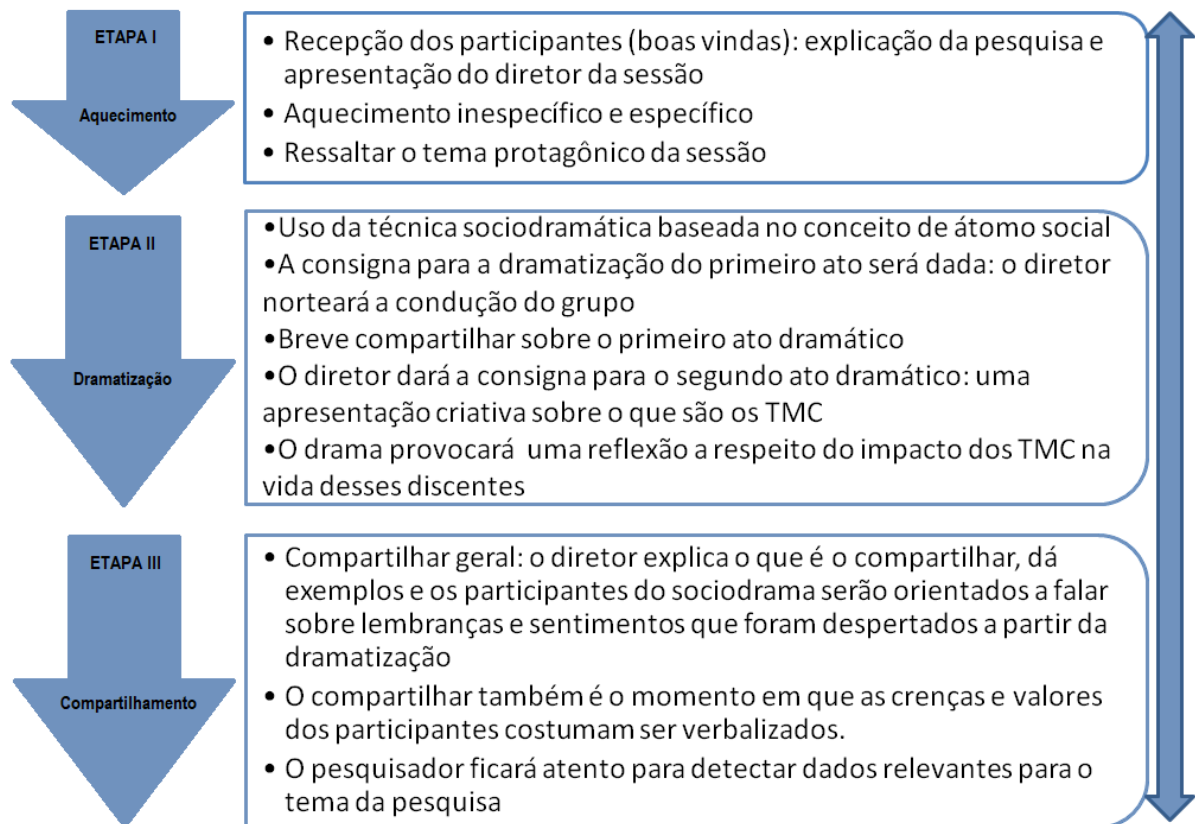 ETAPA I
Aquecimento
• Recepção dos participantes (boas vindas): explicação da pesquisa e
apresentação do diretor da sessão
• Aquecimento inespecífico e específico
• Ressaltar o tema protagônico da sessão
ETAPA II
Dramatização
•Uso da técnica sociodramática baseada no conceito de átomo social
•A consigna para a dramatização do primeiro ato será dada: o diretor
norteará a condução do grupo
•Breve compartilhar sobre o primeiro ato dramático
•O diretor dará a consigna para o segundo ato dramático: uma
apresentação criativa sobre o que são os TMC
•O drama provocará uma reflexão a respeito do impacto dos TMC na
vida desses discentes
ETAPA III
Compartilhamento
• Compartilhar geral: o diretor explica o que é o compartilhar, dá
exemplos e os participantes do sociodrama serão orientados a falar
sobre lembranças e sentimentos que foram despertados a partir da
dramatização
• O compartilhar também é o momento em que as crenças e valores
dos participantes costumam ser verbalizados.
• O pesquisador ficará atento para detectar dados relevantes para o
tema da pesquisa